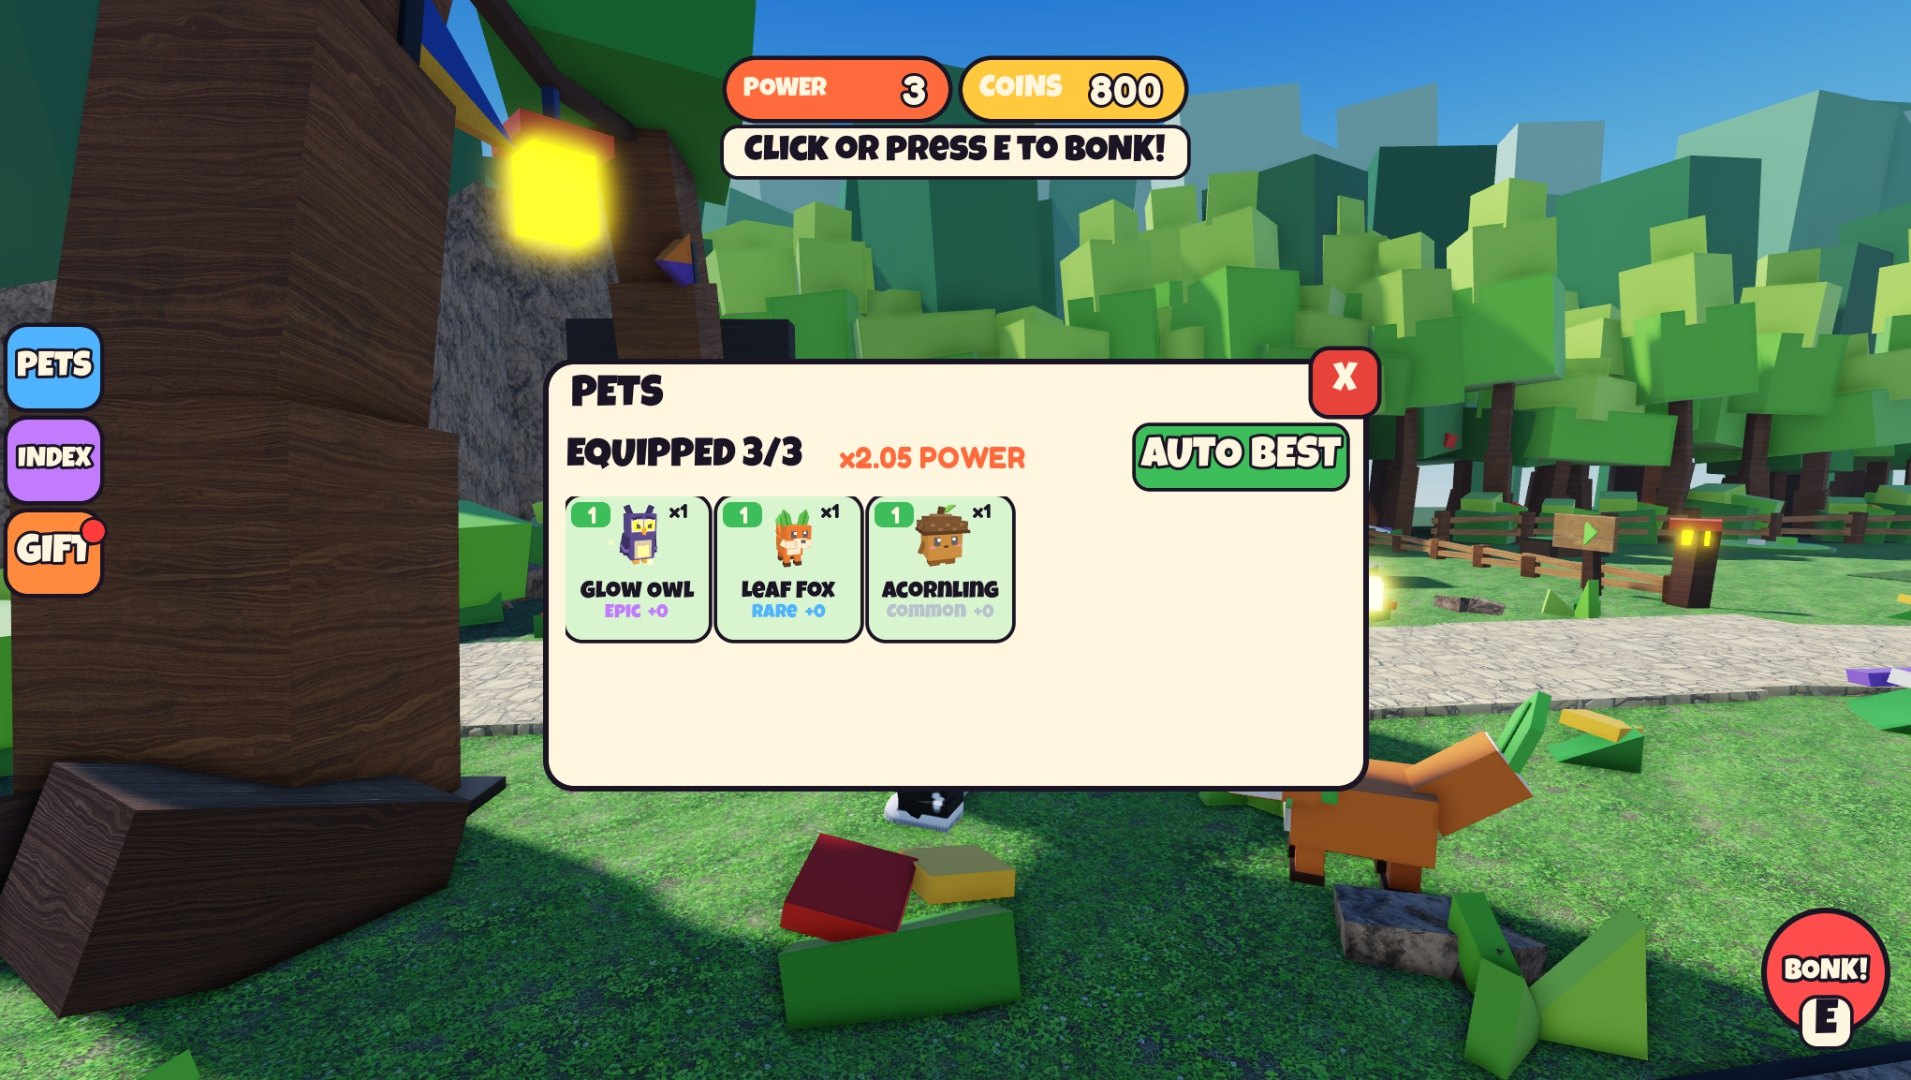 POWER 3
COINS 800
CLICK OR PRESS E TO BONK!
PETS
INDEX
GIFT
PETS
X
EQUIPPED 3/3
x2.05 POWER
AUTO BEST
1 x1
GLOW OWL
EPIC +0
1 x1
LEAF FOX
RARE +0
1 x1
ACORNLING
COMMON +0
BONK!
E